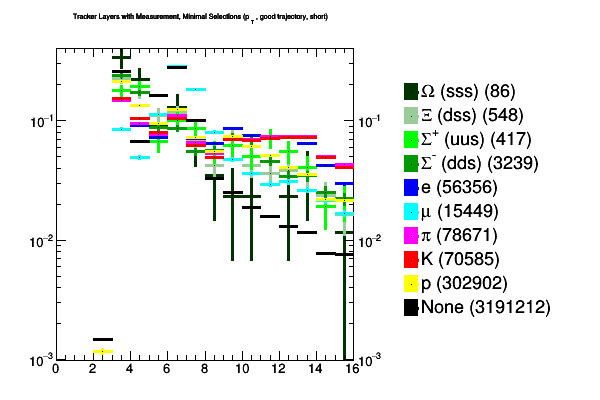 Tracker Layers with Measurement, Minimal Selections (p_T, good trajectory, short)
10⁻¹ 10⁻¹
10⁻² 10⁻²
10⁻³ 10⁻³
0 2 4 6 8 10 12 14 16
Ω (sss) (86)
Ξ (dss) (548)
Σ⁺ (uus) (417)
Σ⁻ (dds) (3239)
e (56356)
μ (15449)
π (78671)
K (70585)
p (302902)
None (3191212)